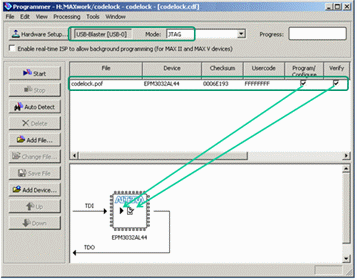 Programmer - H:/MAXwork/codelock - codelock - [codelock.cdf]
File Edit View Processing Tools Window
Hardware Setup... USB-Blaster [USB-0] Mode: JTAG Progress:
Enable real-time ISP to allow background programming (for MAX II and MAX V devices)
Start
Stop
Auto Detect
Delete
Add File...
Change File...
Save File
Add Device...
Up
Down
File Device Checksum Usercode Program/ Verify
Configure
codelock.pof EPM3032AL44 0006E193 FFFFFFFF
TDI
ALTERA
EPM3032AL44
TDO